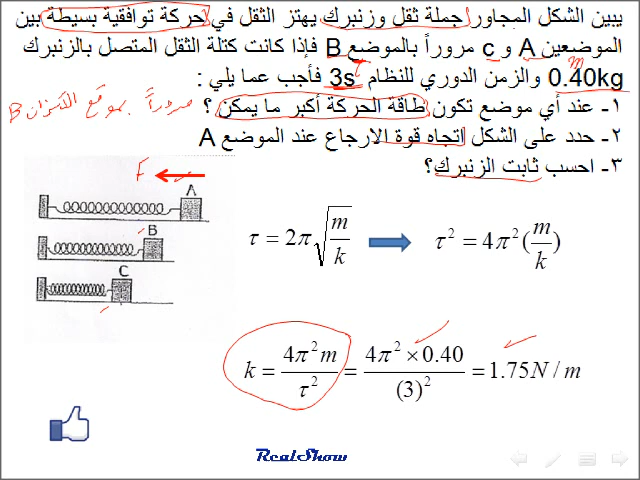 يبين الشكل المجاور جملة ثقل وزنبرك يهتز الثقل في حركة توافقية بسيطة بين
الموضعين A و c مروراً بالموضع B فإذا كانت كتلة الثقل المتصل بالزنبرك
m
0.40kg والزمن الدوري للنظام 3s فأجب عما يلي :
١- عند أي موضع تكون طاقة الحركة أكبر ما يمكن ؟ مروراً بموقع الاتزان B
٢- حدد على الشكل اتجاه قوة الارجاع عند الموضع A
٣- احسب ثابت الزنبرك؟
F
A
B
C
τ = 2π√(m/k) τ² = 4π²(m/k)
k = 4π²m/τ² = 4π² × 0.40/(3)² = 1.75N / m
RealShow